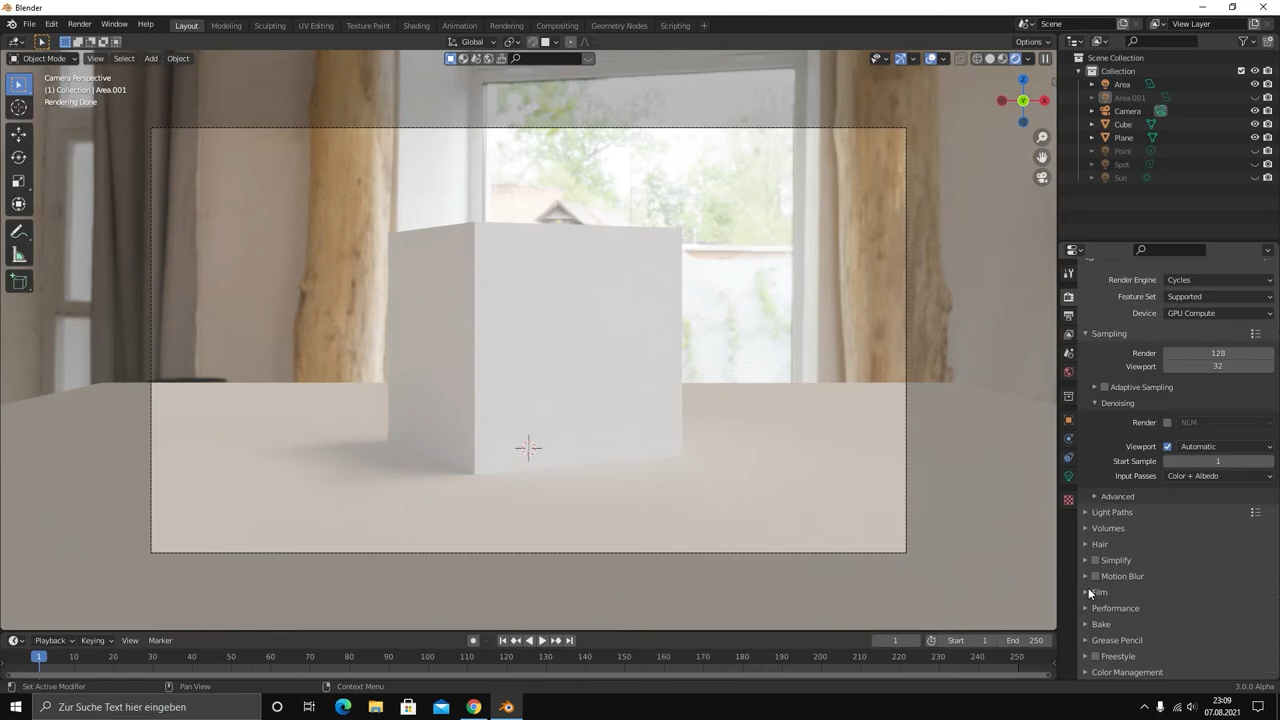 Blender
File Edit Render Window Help Layout Modeling Sculpting UV Editing Texture Paint Shading Animation Rendering Compositing Geometry Nodes Scripting + Scene View Layer
Global Options
Object Mode View Select Add Object
Camera Perspective
(1) Collection | Area.001
Rendering Done
Z
Y
X
Scene Collection
Collection
Area
Area.001
Camera
Cube
Plane
Point
Spot
Sun
Render Engine Cycles
Feature Set Supported
Device GPU Compute
Sampling
Render 128
Viewport 32
Adaptive Sampling
Denoising
Render NLM
Viewport Automatic
Start Sample 1
Input Passes Color + Albedo
Advanced
Light Paths
Volumes
Hair
Simplify
Motion Blur
Film
Performance
Bake
Grease Pencil
Freestyle
Color Management
Playback Keying View Marker 1 Start 1 End 250
1 10 20 30 40 50 60 70 80 90 100 110 120 130 140 150 160 170 180 190 200 210 220 230 240 250
Set Active Modifier Pan View Context Menu 3.0.0 Alpha
Zur Suche Text hier eingeben
23:09
07.08.2021